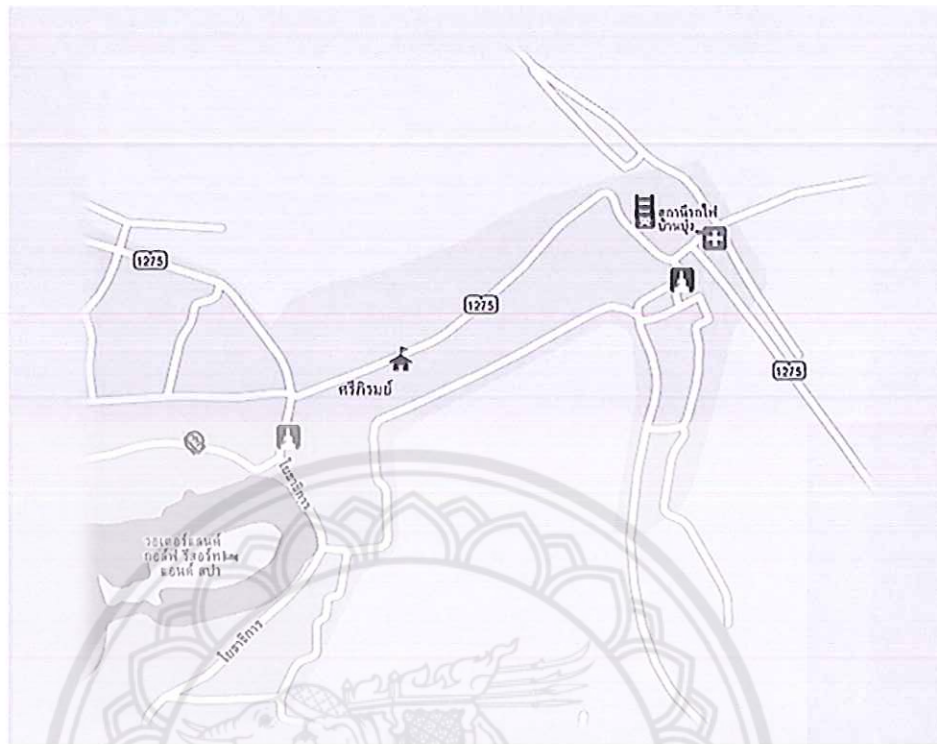 สถานีรถไฟ
บ้านบุ่ง
1275
1275
ศรีภิรมย์
1275
โยธาธิการ
วอเตอร์แลนด์
กอล์ฟ รีสอร์ท
แอนด์ สปา
โยธาธิการ